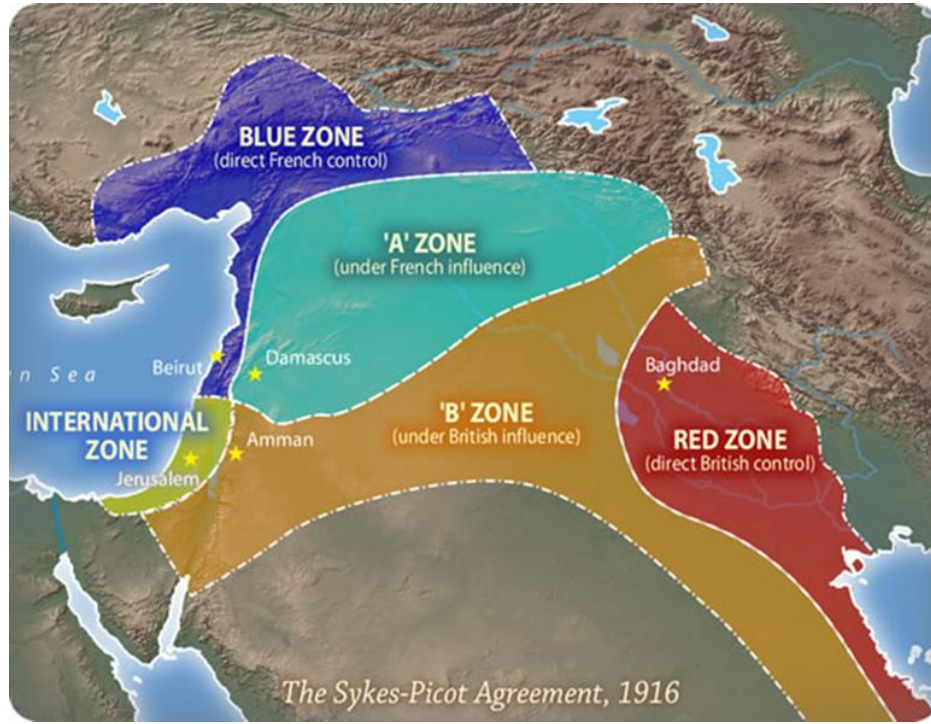 BLUE ZONE
(direct French control)
'A' ZONE
(under French influence)
Beirut
Damascus
Baghdad
n Sea
INTERNATIONAL
ZONE
'B' ZONE
(under British influence)
Amman
Jerusalem
RED ZONE
(direct British control)
Pe
The Sykes-Picot Agreement, 1916